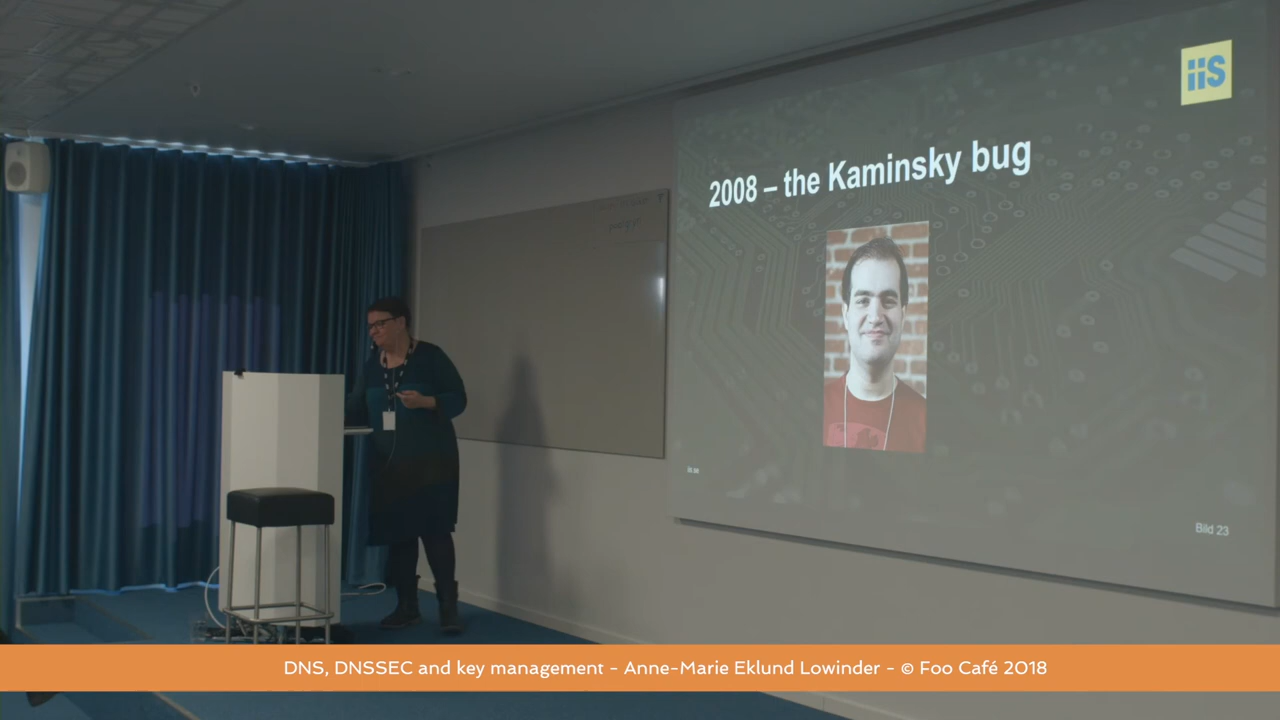 iiS
2008 – the Kaminsky bug
Bild 23
DNS, DNSSEC and key management - Anne-Marie Eklund Lowinder - © Foo Café 2018